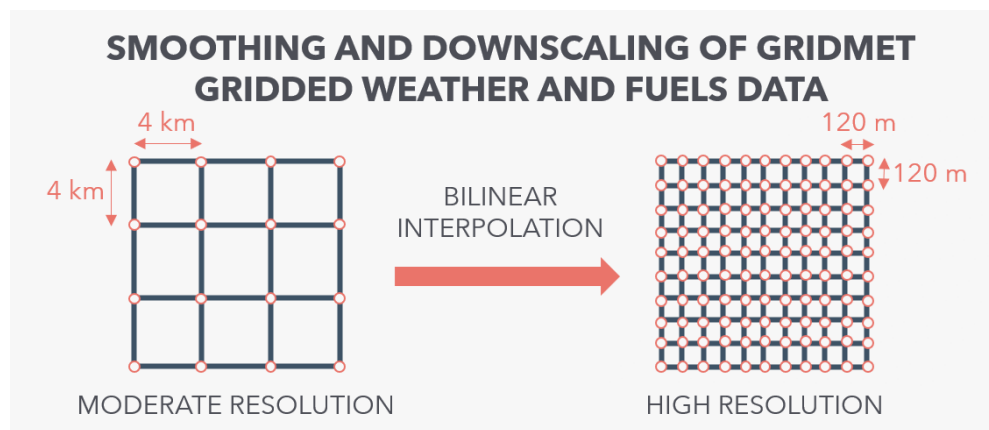 SMOOTHING AND DOWNSCALING OF GRIDMET
GRIDDED WEATHER AND FUELS DATA
4 km
4 km
BILINEAR
INTERPOLATION
120 m
120 m
MODERATE RESOLUTION
HIGH RESOLUTION